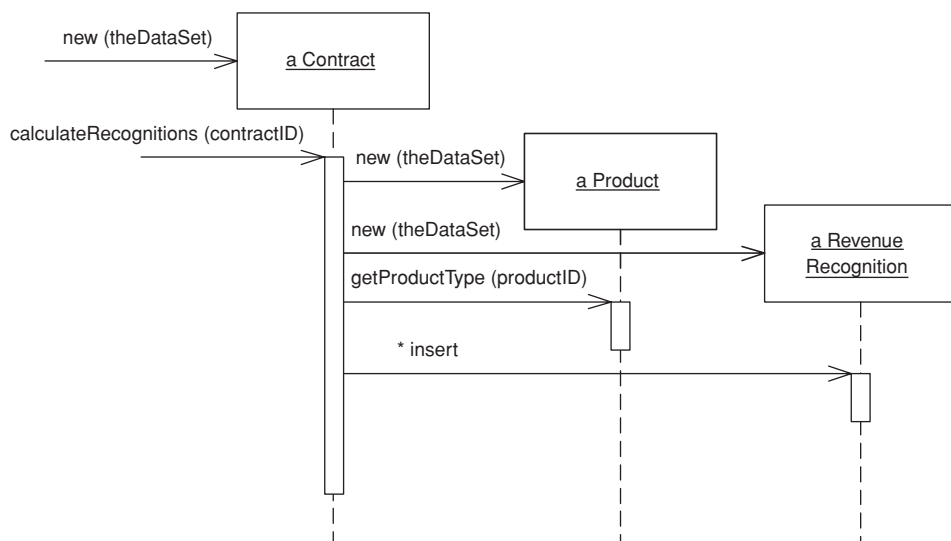 new (theDataSet)
a Contract
calculateRecognitions (contractID)
new (theDataSet)
a Product
new (theDataSet)
a Revenue
Recognition
getProductType (productID)
* insert